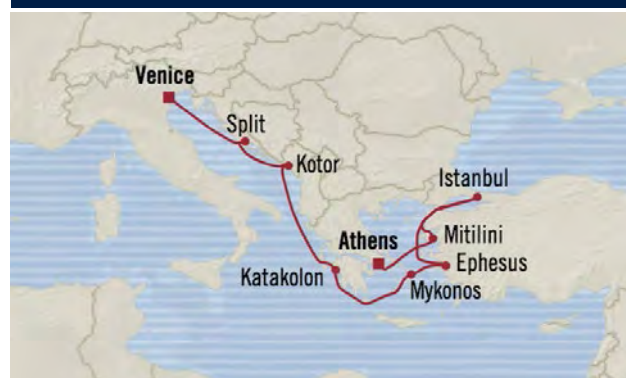 Venice
Split
Kotor
Istanbul
Athens
Mitilini
Katakolon
Ephesus
Mykonos